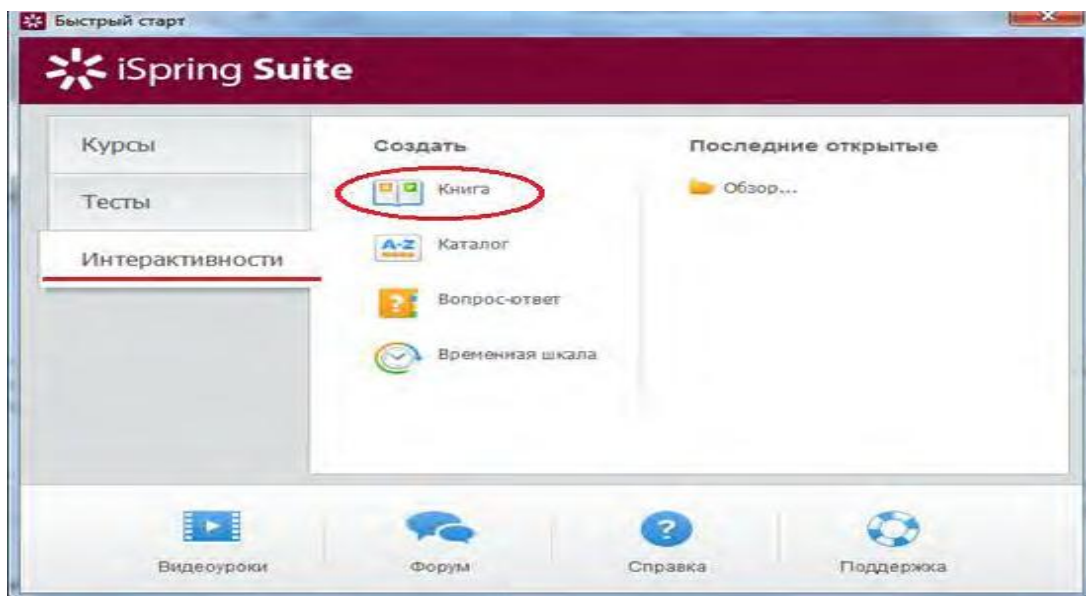 Быстрый старт
iSpring Suite
Курсы
Тесты
Интерактивности
Создать
Книга
A-Z
Каталог
Вопрос-ответ
Временная шкала
Последние открытые
Обзор...
Видеоуроки
Форум
Справка
Поддержка